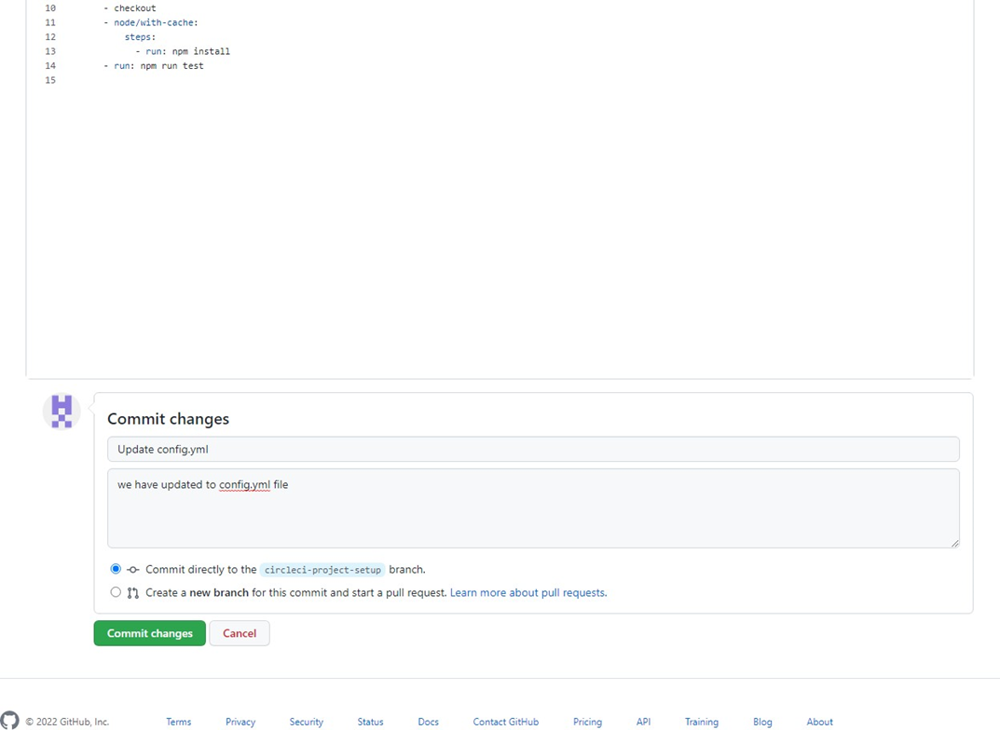 10 - checkout
11 - node/with-cache:
12 steps:
13 - run: npm install
14 - run: npm run test
15
Commit changes
Update config.yml
we have updated to config.yml file
Commit directly to the circleci-project-setup branch.
Create a new branch for this commit and start a pull request. Learn more about pull requests.
Commit changes Cancel
© 2022 GitHub, Inc. Terms Privacy Security Status Docs Contact GitHub Pricing API Training Blog About